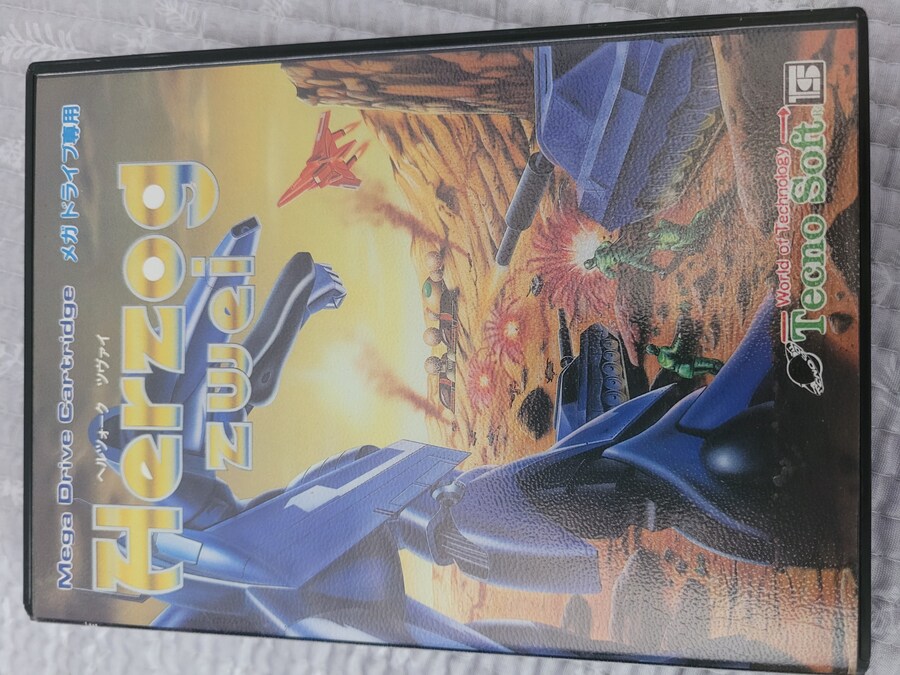 Mega Drive Cartridge メガドライブ専用
ヘルツォーク ツヴァイ
Herzog
zwei
World of Technology
Tecno Soft